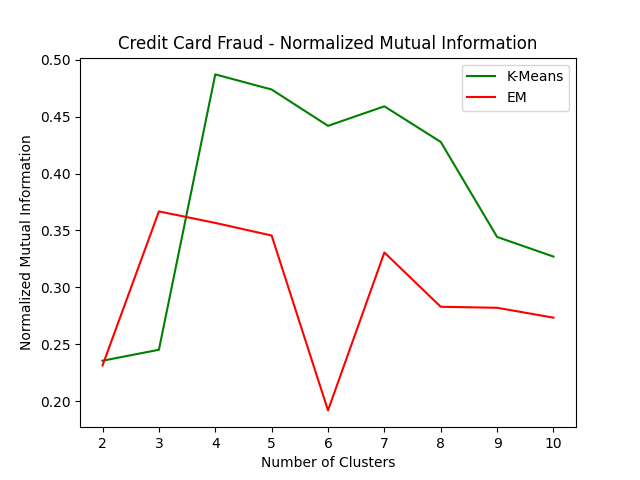 Credit Card Fraud - Normalized Mutual Information
K-Means
EM
Normalized Mutual Information
0.50
0.45
0.40
0.35
0.30
0.25
0.20
2 3 4 5 6 7 8 9 10
Number of Clusters